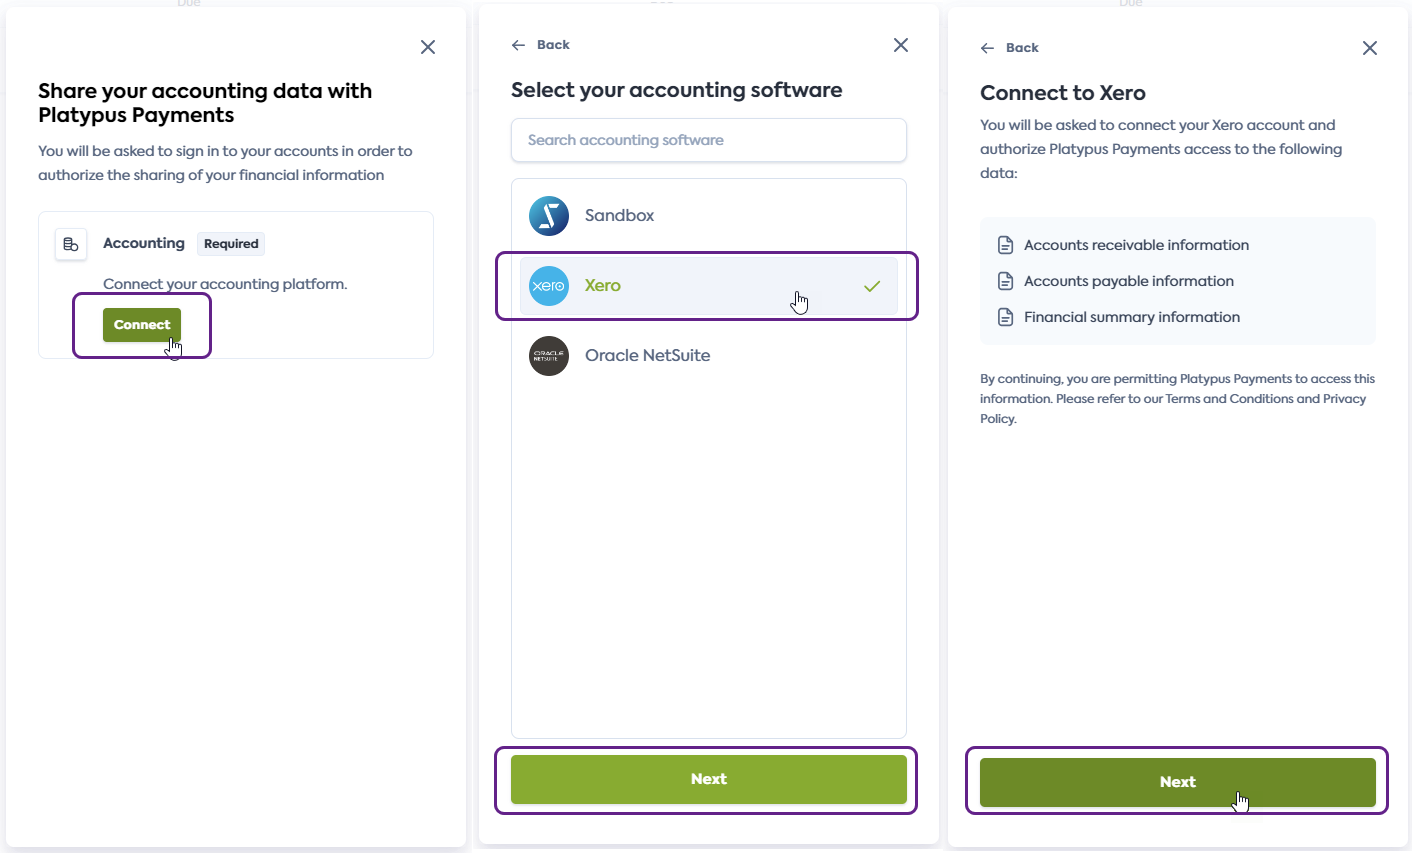 Due
Share your accounting data with
Platypus Payments
You will be asked to sign in to your accounts in order to
authorize the sharing of your financial information
Accounting
Required
Connect your accounting platform.
Connect
Back
Select your accounting software
Search accounting software
Sandbox
xero
Xero
ORACLE
NETSUITE
Oracle NetSuite
Next
Due
Back
Connect to Xero
You will be asked to connect your Xero account and
authorize Platypus Payments access to the following
data:
Accounts receivable information
Accounts payable information
Financial summary information
By continuing, you are permitting Platypus Payments to access this
information. Please refer to our Terms and Conditions and Privacy
Policy.
Next